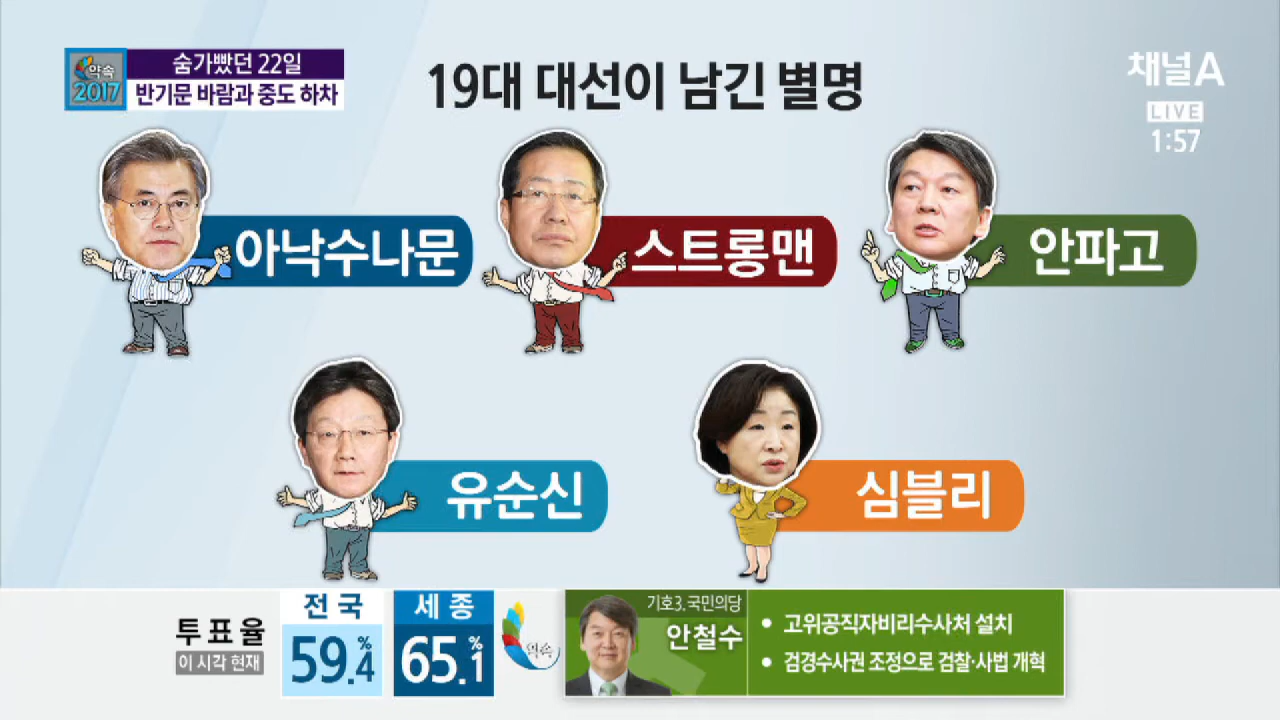 약속
2017
숨가빴던 22일
반기문 바람과 중도 하차
19대 대선이 남긴 별명
채널A
LIVE
1:57
아낙수나문
스트롱맨
안파고
유순신
심블리
투표율
이 시각 현재
전국
59.4%
세종
65.1%
약속
기호3. 국민의당
안철수
• 고위공직자비리수사처 설치
• 검경수사권 조정으로 검찰·사법 개혁